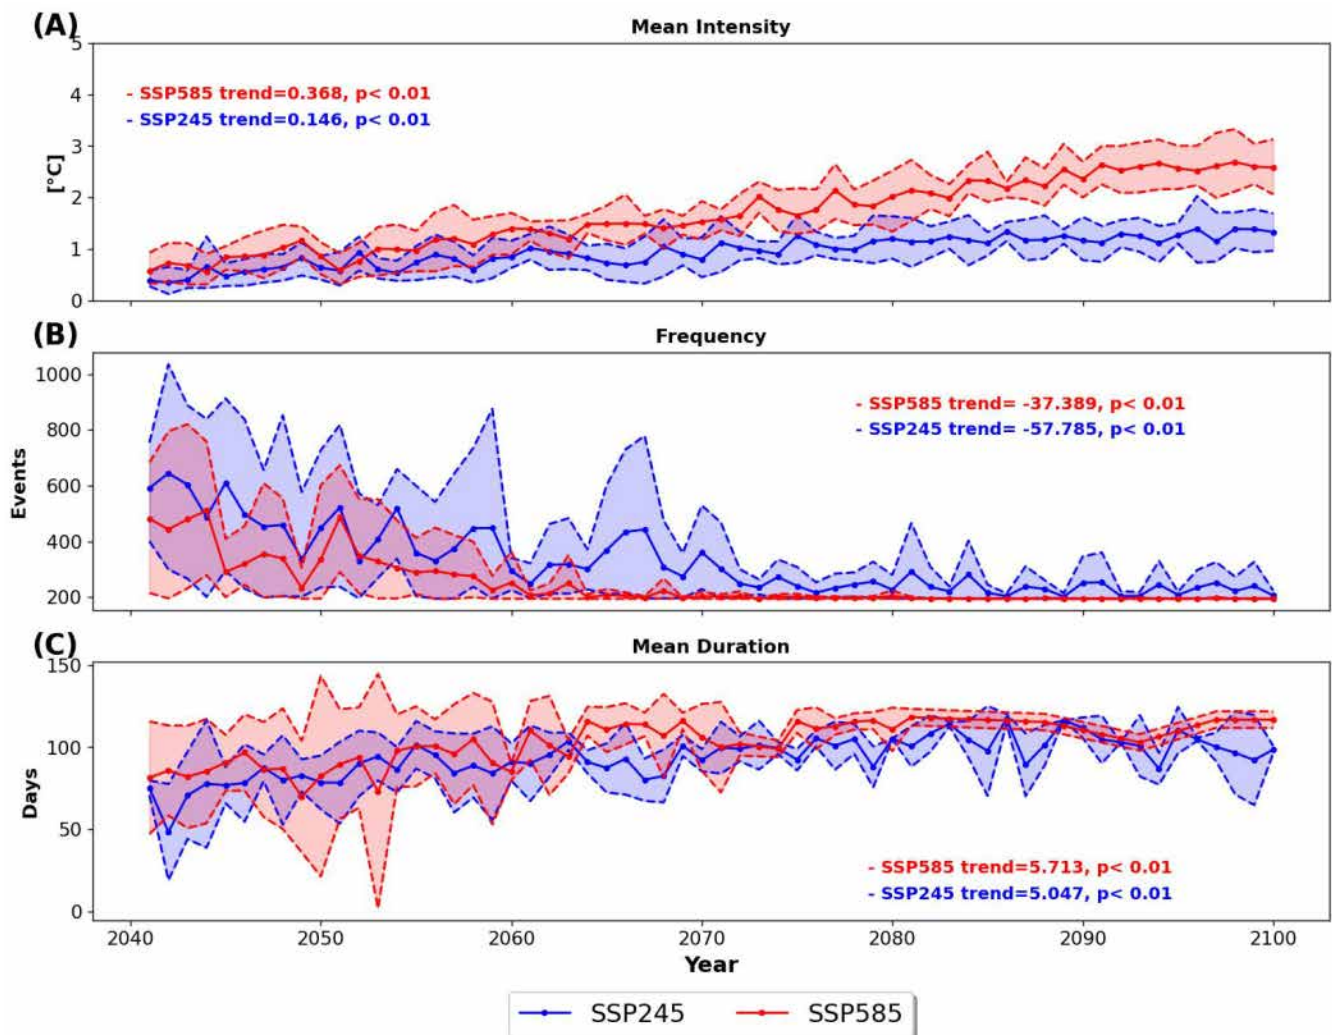 (A)
Mean Intensity
5
4
3
2
1
0
[°C]
- SSP585 trend=0.368, p< 0.01
- SSP245 trend=0.146, p< 0.01
(B)
Frequency
1000
800
600
400
200
Events
- SSP585 trend= -37.389, p< 0.01
- SSP245 trend= -57.785, p< 0.01
(C)
Mean Duration
150
100
50
0
Days
- SSP585 trend=5.713, p< 0.01
- SSP245 trend=5.047, p< 0.01
2040 2050 2060 2070 2080 2090 2100
Year
SSP245 SSP585